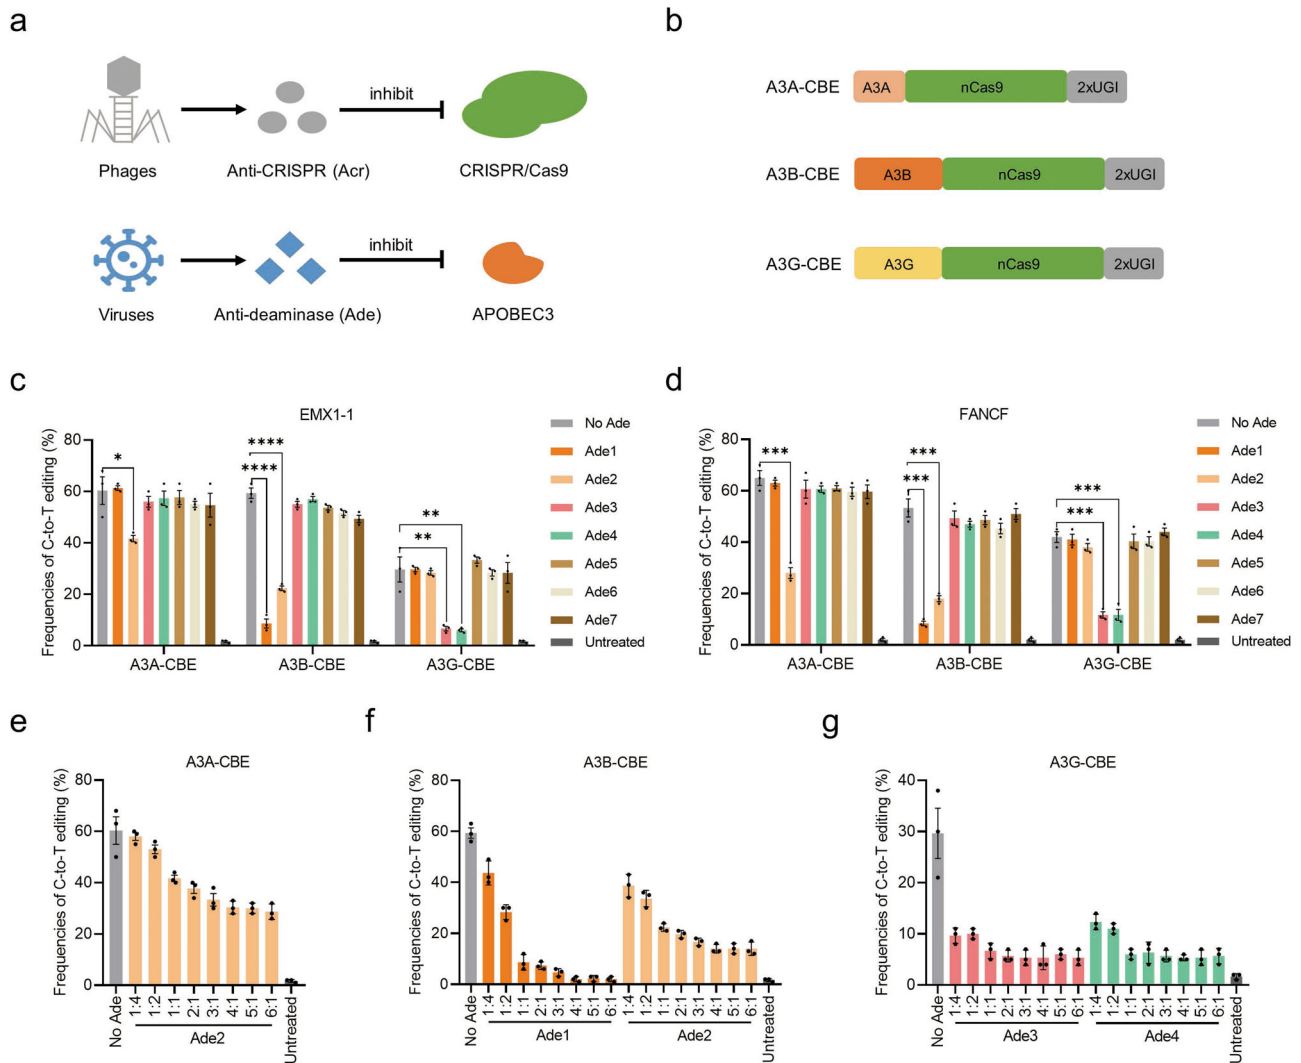 a
Phages
inhibit
Anti-CRISPR (Acr)
CRISPR/Cas9
Viruses
inhibit
Anti-deaminase (Ade)
APOBEC3
b
A3A-CBE
A3A
nCas9
2xUGI
A3B-CBE
A3B
nCas9
2xUGI
A3G-CBE
A3G
nCas9
2xUGI
c
EMX1-1
Frequencies of C-to-T editing (%)
80
60
40
20
0
*
****
****
**
**
A3A-CBE
A3B-CBE
A3G-CBE
No Ade
Ade1
Ade2
Ade3
Ade4
Ade5
Ade6
Ade7
Untreated
d
FANCF
Frequencies of C-to-T editing (%)
80
60
40
20
0
***
***
***
***
***
A3A-CBE
A3B-CBE
A3G-CBE
No Ade
Ade1
Ade2
Ade3
Ade4
Ade5
Ade6
Ade7
Untreated
e
A3A-CBE
Frequencies of C-to-T editing (%)
80
60
40
20
0
No Ade
1:4
1:2
1:1
2:1
3:1
4:1
5:1
6:1
Untreated
Ade2
f
A3B-CBE
Frequencies of C-to-T editing (%)
80
60
40
20
0
No Ade
1:4
1:2
1:1
2:1
3:1
4:1
5:1
6:1
1:4
1:2
1:1
2:1
3:1
4:1
5:1
6:1
Untreated
Ade1
Ade2
g
A3G-CBE
Frequencies of C-to-T editing (%)
40
30
20
10
0
No Ade
1:4
1:2
1:1
2:1
3:1
4:1
5:1
6:1
1:4
1:2
1:1
2:1
3:1
4:1
5:1
6:1
Untreated
Ade3
Ade4